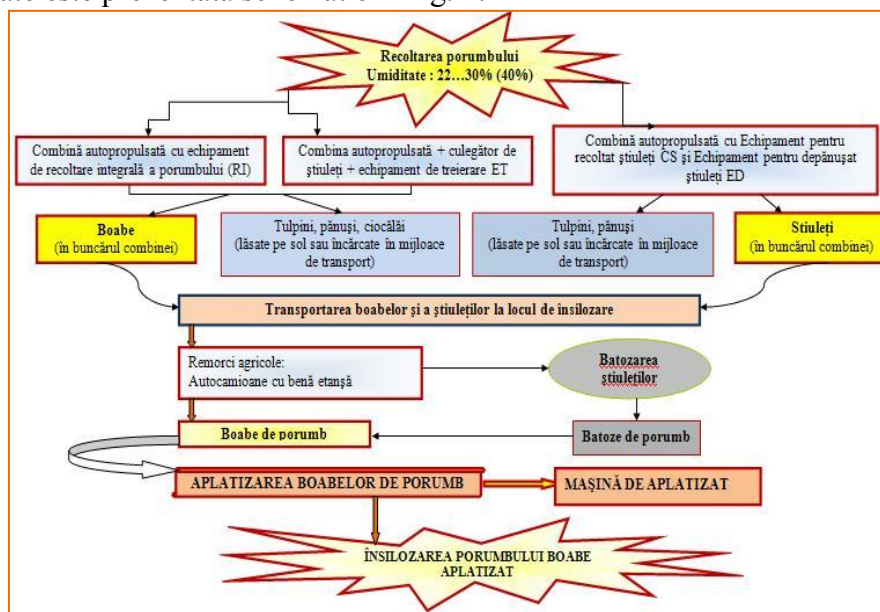 Recoltarea porumbului
Umiditate : 22…30% (40%)
Combină autopropulsată cu echipament
de recoltare integrală a porumbului (RI)
Combina autopropulsată + culegător de
știuleți + echipament de treierare ET
Combină autopropulsată cu Echipament pentru
recoltat știuleți CS și Echipament pentru depănușat
știuleți ED
Boabe
(în buncărul combinei)
Tulpini, pănuși, ciocălăi
(lăsate pe sol sau încărcate în mijloace
de transport)
Tulpini, pănuși
(lăsate pe sol sau încărcate în mijloace
de transport)
Stiuleți
(în buncărul combinei)
Transportarea boabelor și a știuleților la locul de însilozare
Remorci agricole:
Autocamioane cu benă etanșă
Batozarea
știuleților
Boabe de porumb
Batoze de porumb
APLATIZAREA BOABELOR DE PORUMB
MAȘINĂ DE APLATIZAT
ÎNSILOZAREA PORUMBULUI BOABE
APLATIZAT